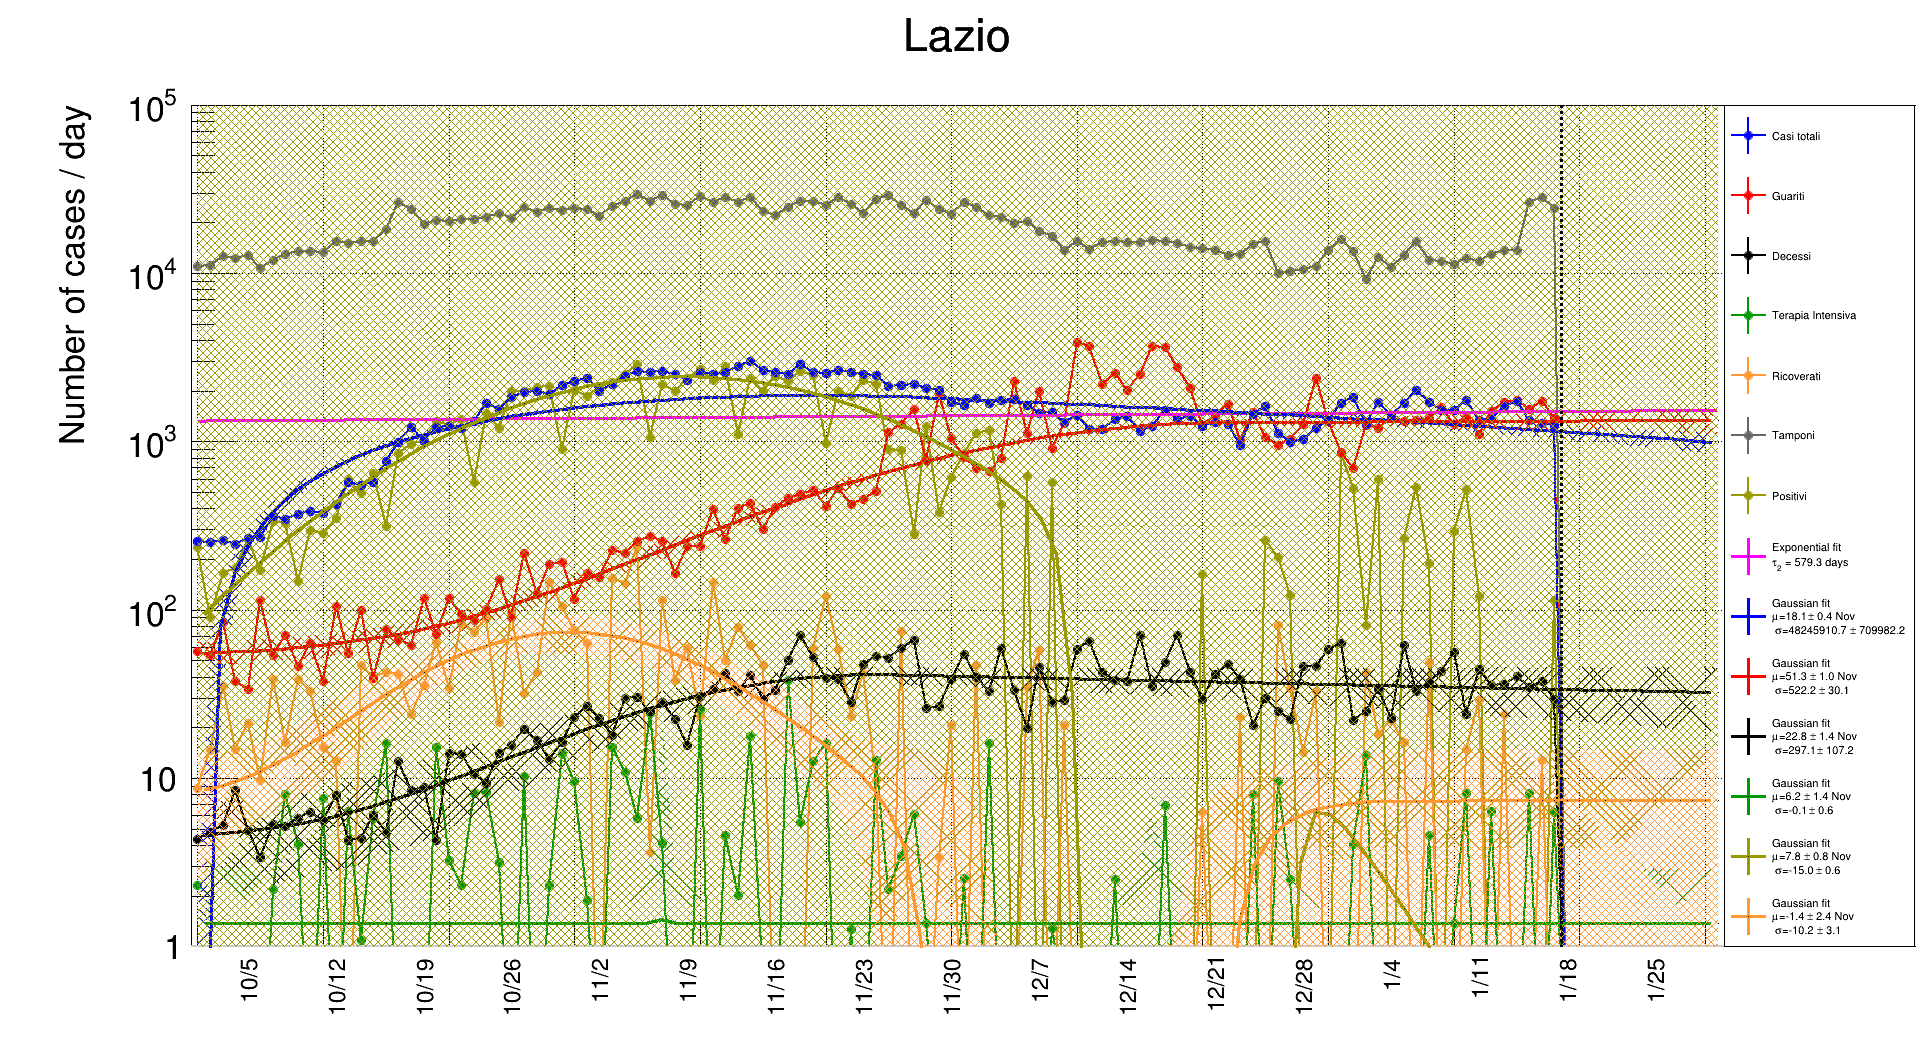 Lazio
Number of cases / day
10^5
10^4
10^3
10^2
10
1
10/5
10/12
10/19
10/26
11/2
11/9
11/16
11/23
11/30
12/7
12/14
12/21
12/28
1/4
1/11
1/18
1/25
Casi totali
Guariti
Decessi
Terapia Intensiva
Ricoverati
Tamponi
Positivi
Exponential fit
τ_2 = 579.3 days
Gaussian fit
μ=18.1± 0.4 Nov
σ=48245910.7± 709982.2
Gaussian fit
μ=51.3± 1.0 Nov
σ=522.2± 30.1
Gaussian fit
μ=22.8± 1.4 Nov
σ=297.1± 107.2
Gaussian fit
μ=6.2± 1.4 Nov
σ=-0.1± 0.6
Gaussian fit
μ=7.8± 0.8 Nov
σ=-15.0± 0.6
Gaussian fit
μ=-1.4± 2.4 Nov
σ=-10.2± 3.1